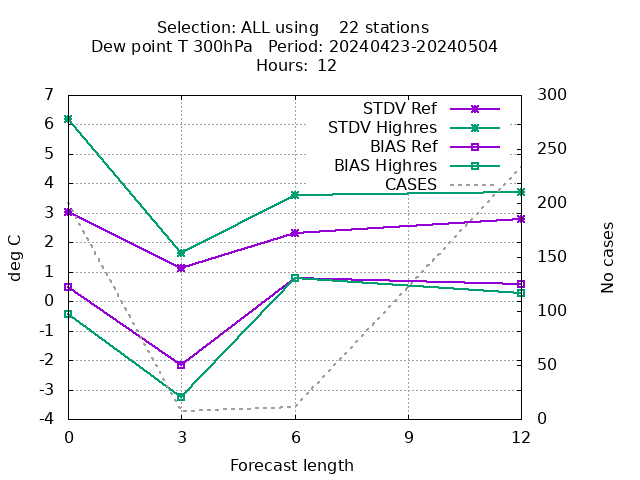 Selection: ALL using 22 stations
Dew point T 300hPa Period: 20240423-20240504
Hours: 12
STDV Ref
STDV Highres
BIAS Ref
BIAS Highres
CASES
7
6
5
4
3
2
1
0
-1
-2
-3
-4
deg C
300
250
200
150
100
50
0
No cases
0 3 6 9 12
Forecast length